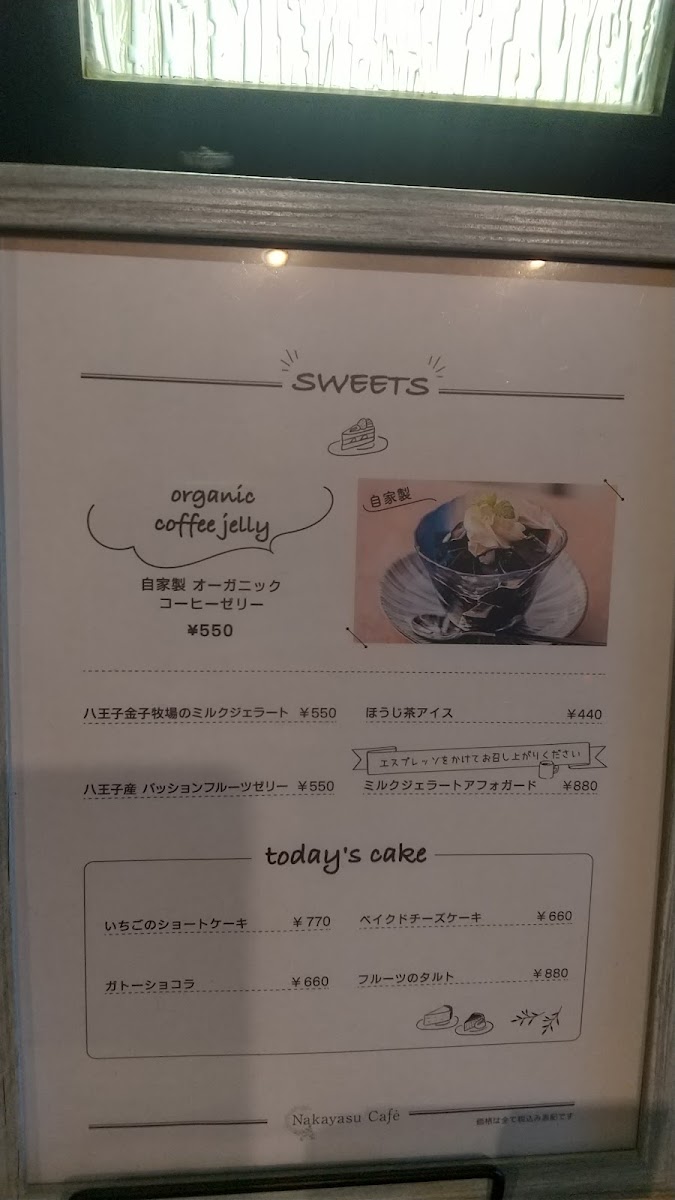 SWEETS
organic
coffee jelly
自家製
自家製 オーガニック
コーヒーゼリー
¥550
八王子金子牧場のミルクジェラート ¥550
ほうじ茶アイス ¥440
エスプレッソをかけてお召し上がりください
八王子産 パッションフルーツゼリー ¥550
ミルクジェラートアフォガード ¥880
today's cake
いちごのショートケーキ ¥770
ベイクドチーズケーキ ¥660
ガトーショコラ ¥660
フルーツのタルト ¥880
Nakayasu Café
価格は全て税込み表記です